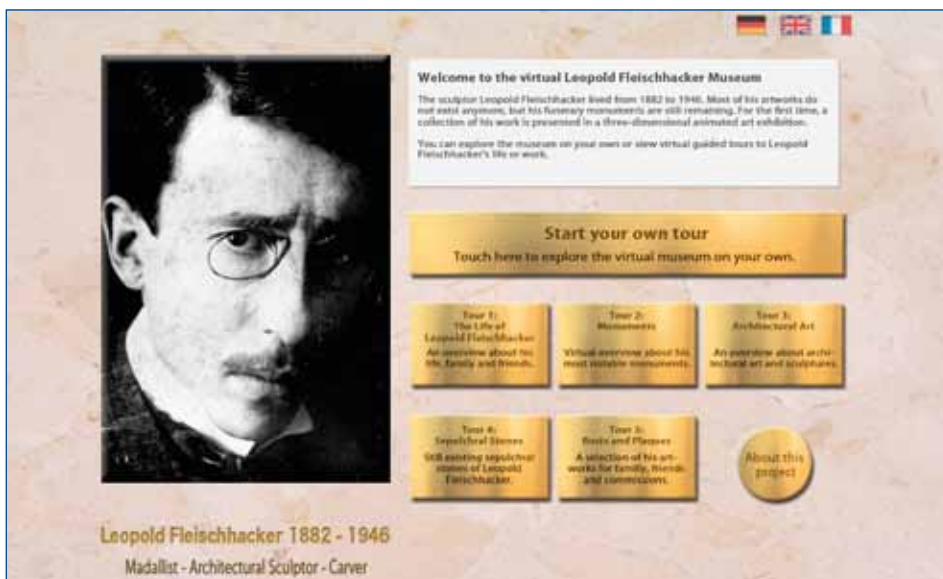 Welcome to the virtual Leopold Fleischhacker Museum
The sculptor Leopold Fleischhacker lived from 1882 to 1946. Most of his artworks do
not exist anymore, but his funerary monuments are still remaining. For the first time, a
collection of his work is presented in a three-dimensional animated art exhibition.
You can explore the museum on your own or view virtual guided tours to Leopold
Fleischhacker's life or work.
Start your own tour
Touch here to explore the virtual museum on your own.
Tour 1:
The Life of
Leopold Fleischhacker
An overview about his
life, family and friends.
Tour 2:
Monuments
Virtual overview about his
most notable monuments.
Tour 3:
Architectural Art
An overview about archi-
tectural art and sculptures.
Tour 4:
Sepulchral Stones
Still existing sepulchral
stones of Leopold
Fleischhacker.
Tour 5:
Busts and Plaques
A selection of his art-
works for family, friends
and commissions.
About this
project
Leopold Fleischhacker 1882 - 1946
Madallist - Architectural Sculptor - Carver